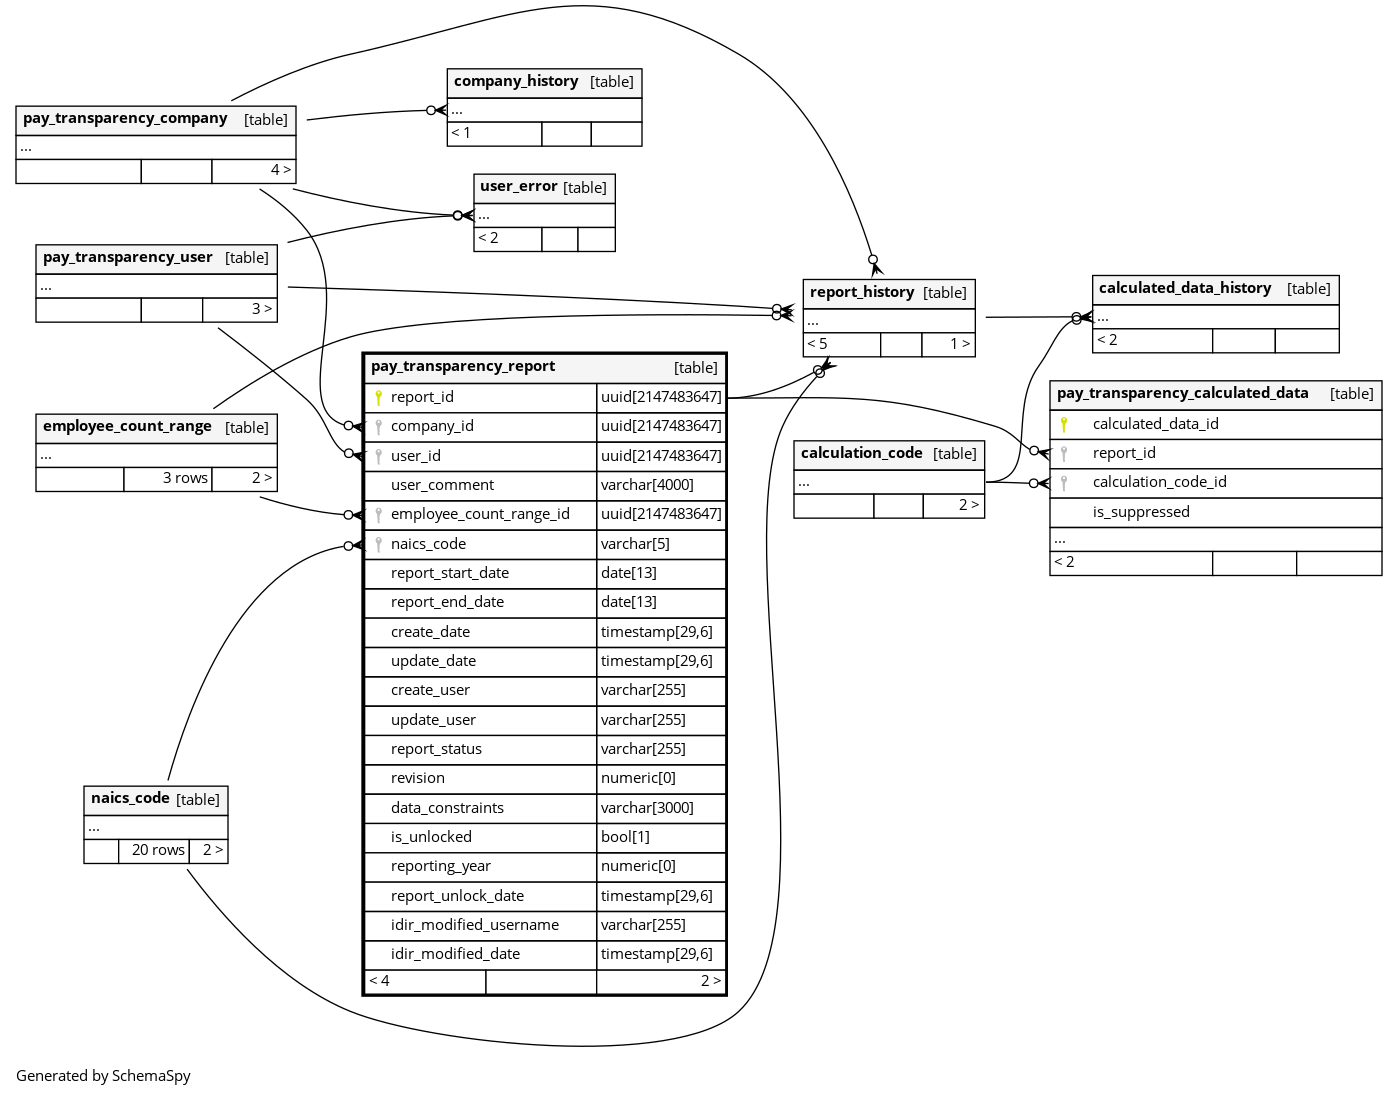 company_history [table]
...
< 1
pay_transparency_company [table]
...
4 >
user_error [table]
...
< 2
pay_transparency_user [table]
...
3 >
report_history [table]
...
< 5 1 >
calculated_data_history [table]
...
< 2
pay_transparency_report [table]
report_id uuid[2147483647]
company_id uuid[2147483647]
user_id uuid[2147483647]
user_comment varchar[4000]
employee_count_range_id uuid[2147483647]
naics_code varchar[5]
report_start_date date[13]
report_end_date date[13]
create_date timestamp[29,6]
update_date timestamp[29,6]
create_user varchar[255]
update_user varchar[255]
report_status varchar[255]
revision numeric[0]
data_constraints varchar[3000]
is_unlocked bool[1]
reporting_year numeric[0]
report_unlock_date timestamp[29,6]
idir_modified_username varchar[255]
idir_modified_date timestamp[29,6]
< 4 2 >
pay_transparency_calculated_data [table]
calculated_data_id
report_id
calculation_code_id
is_suppressed
...
< 2
employee_count_range [table]
...
3 rows 2 >
calculation_code [table]
...
2 >
naics_code [table]
...
20 rows 2 >
Generated by SchemaSpy